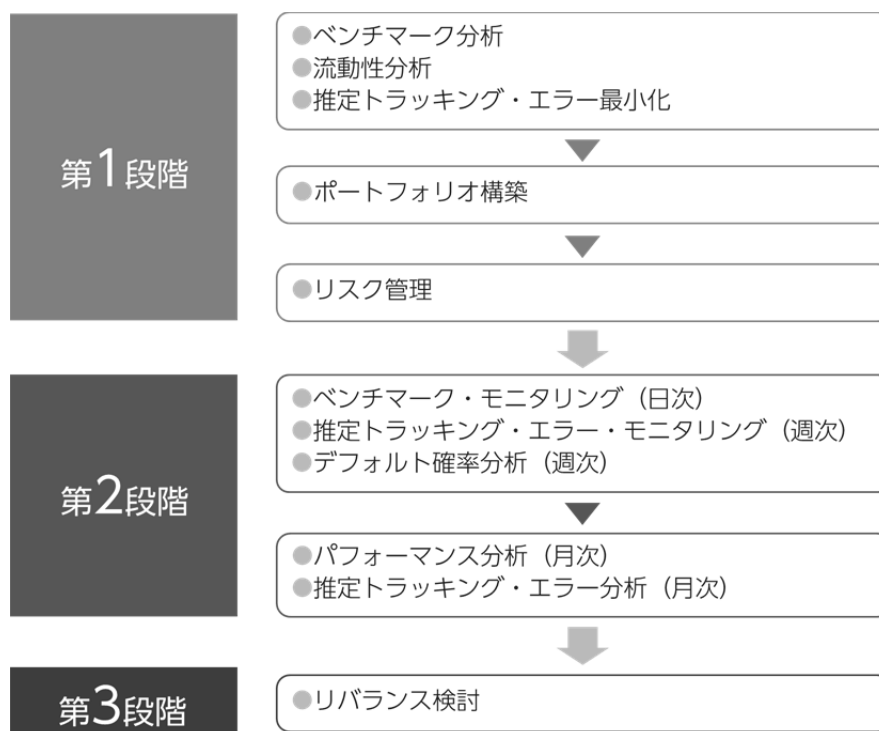 第1段階
●ベンチマーク分析
●流動性分析
●推定トラッキング・エラー最小化
●ポートフォリオ構築
●リスク管理
第2段階
●ベンチマーク・モニタリング（日次）
●推定トラッキング・エラー・モニタリング（週次）
●デフォルト確率分析（週次）
●パフォーマンス分析（月次）
●推定トラッキング・エラー分析（月次）
第3段階
●リバランス検討